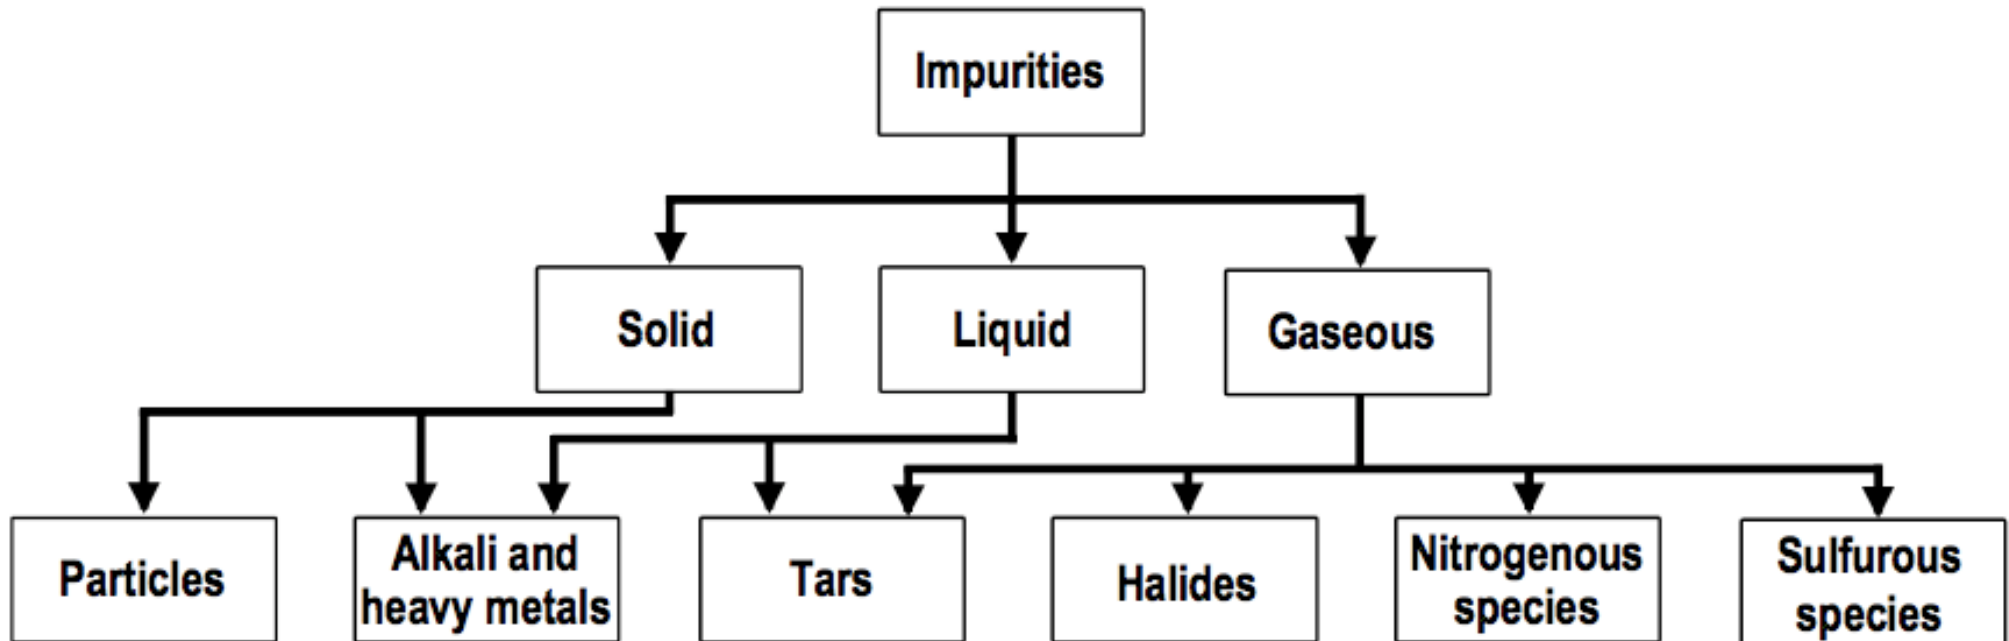 Impurities
Solid
Liquid
Gaseous
Particles
Alkali and
heavy metals
Tars
Halides
Nitrogenous
species
Sulfurous
species